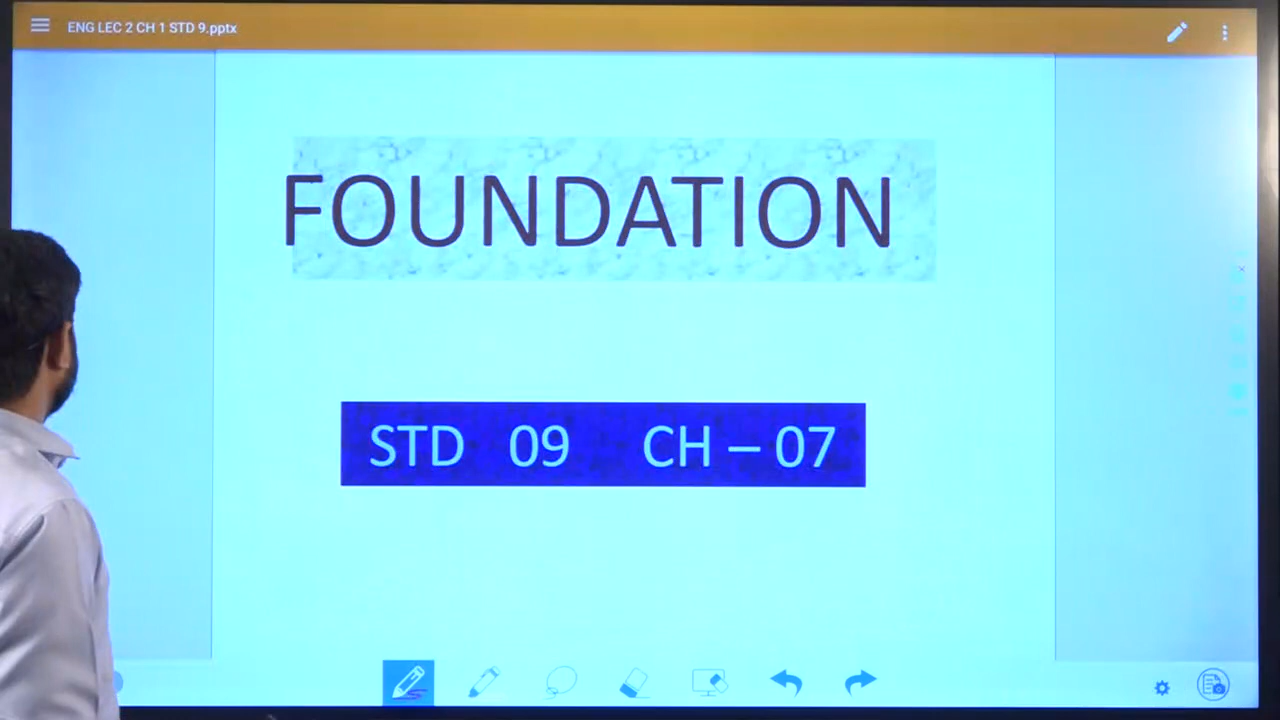 ENG LEC 2 CH 1 STD 9.pptx
FOUNDATION
STD 09 CH – 07